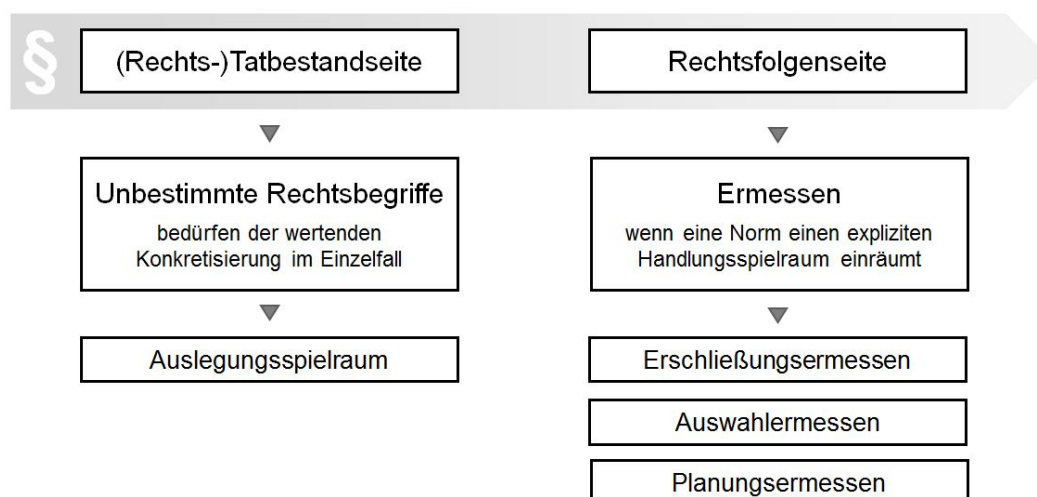 §
(Rechts-)Tatbestandseite
Rechtsfolgenseite
Unbestimmte Rechtsbegriffe
bedürfen der wertenden
Konkretisierung im Einzelfall
Ermessen
wenn eine Norm einen expliziten
Handlungsspielraum einräumt
Auslegungsspielraum
Erschließungsermessen
Auswahlermessen
Planungsermessen